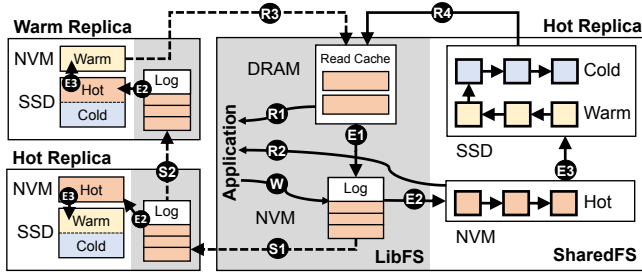 Warm Replica
NVM
Warm
E3
SSD
Hot
Cold
E2
Log
S2
Hot Replica
NVM
Hot
E3
SSD
Warm
Cold
E2
Log
R3
R4
Hot Replica
DRAM
Read Cache
R1
E1
R2
Application
W
Log
NVM
E2
S1
LibFS
Cold
Warm
SSD
E3
Hot
NVM
SharedFS